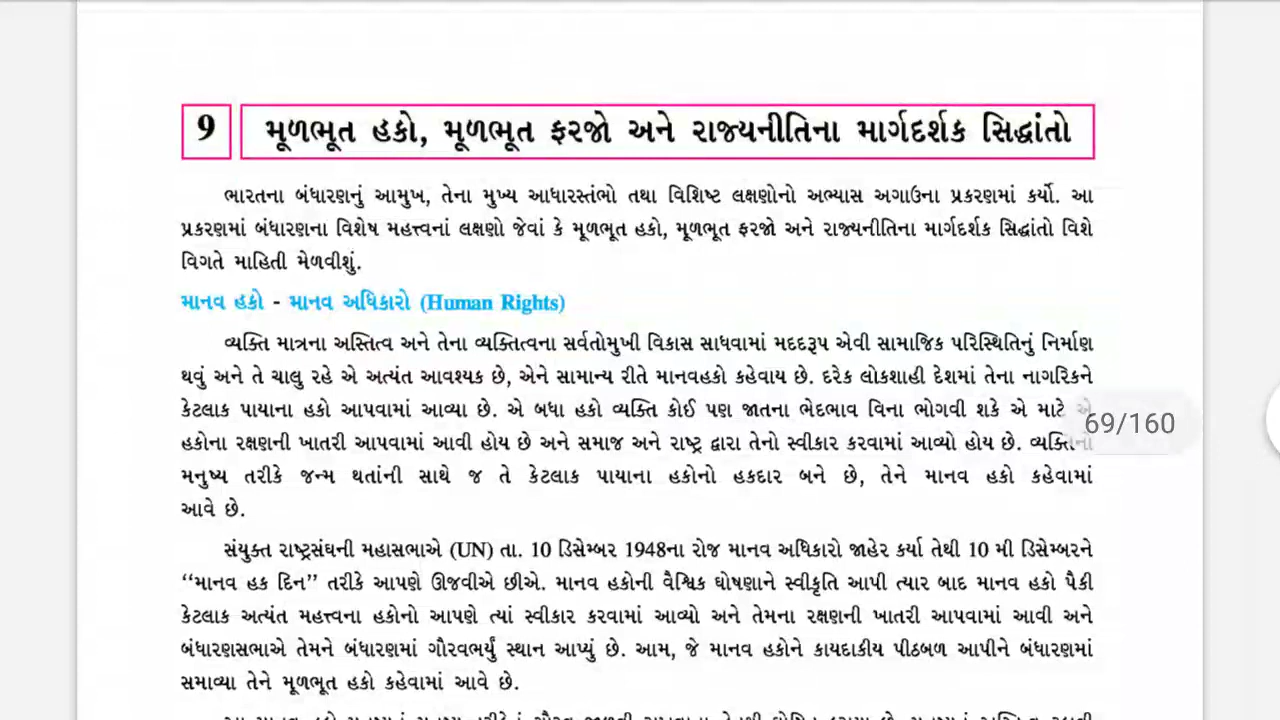 9
મૂળભૂત હકો, મૂળભૂત ફરજો અને રાજ્યનીતિના માર્ગદર્શક સિદ્ધાંતો
ભારતના બંધારણનું આમુખ, તેના મુખ્ય આધારસ્તંભો તથા વિશિષ્ટ લક્ષણોનો અભ્યાસ અગાઉના પ્રકરણમાં કર્યો. આ
પ્રકરણમાં બંધારણના વિશેષ મહત્ત્વનાં લક્ષણો જેવાં કે મૂળભૂત હકો, મૂળભૂત ફરજો અને રાજ્યનીતિના માર્ગદર્શક સિદ્ધાંતો વિશે
વિગતે માહિતી મેળવીશું.
માનવ હકો - માનવ અધિકારો (Human Rights)
વ્યક્તિ માત્રના અસ્તિત્વ અને તેના વ્યક્તિત્વના સર્વતોમુખી વિકાસ સાધવામાં મદદરૂપ એવી સામાજિક પરિસ્થિતિનું નિર્માણ
થવું અને તે ચાલુ રહે એ અત્યંત આવશ્યક છે, એને સામાન્ય રીતે માનવહકો કહેવાય છે. દરેક લોકશાહી દેશમાં તેના નાગરિકને
કેટલાક પાયાના હકો આપવામાં આવ્યા છે. એ બધા હકો વ્યક્તિ કોઈ પણ જાતના ભેદભાવ વિના ભોગવી શકે એ માટે એ
69/160
હકોના રક્ષણની ખાતરી આપવામાં આવી હોય છે અને સમાજ અને રાષ્ટ્ર દ્વારા તેનો સ્વીકાર કરવામાં આવ્યો હોય છે. વ્યક્તિના
મનુષ્ય તરીકે જન્મ થતાંની સાથે જ તે કેટલાક પાયાના હકોનો હકદાર બને છે, તેને માનવ હકો કહેવામાં
આવે છે.
સંયુક્ત રાષ્ટ્રસંઘની મહાસભાએ (UN) તા. 10 ડિસેમ્બર 1948ના રોજ માનવ અધિકારો જાહેર કર્યા તેથી 10 મી ડિસેમ્બરને
“માનવ હક દિન” તરીકે આપણે ઊજવીએ છીએ. માનવ હકોની વૈશ્વિક ઘોષણાને સ્વીકૃતિ આપી ત્યાર બાદ માનવ હકો પૈકી
કેટલાક અત્યંત મહત્ત્વના હકોનો આપણે ત્યાં સ્વીકાર કરવામાં આવ્યો અને તેમના રક્ષણની ખાતરી આપવામાં આવી અને
બંધારણસભાએ તેમને બંધારણમાં ગૌરવભર્યું સ્થાન આપ્યું છે. આમ, જે માનવ હકોને કાયદાકીય પીઠબળ આપીને બંધારણમાં
સમાવ્યા તેને મૂળભૂત હકો કહેવામાં આવે છે.